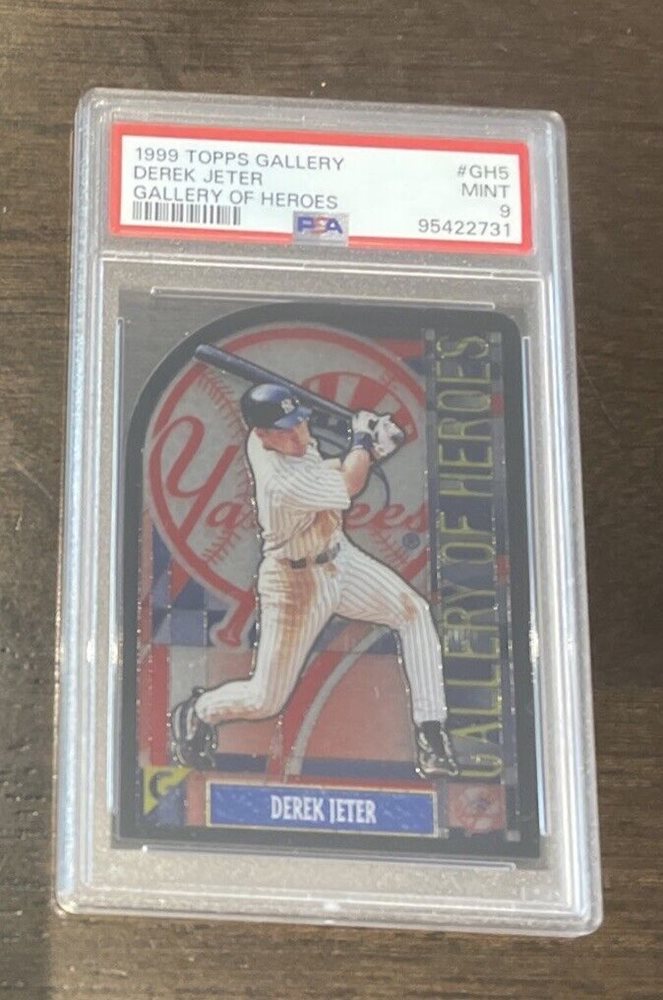 1999 TOPPS GALLERY #GH5
DEREK JETER MINT
GALLERY OF HEROES 9
PSA 95422731
Yankees
NY
GALLERY OF HEROES
DEREK JETER